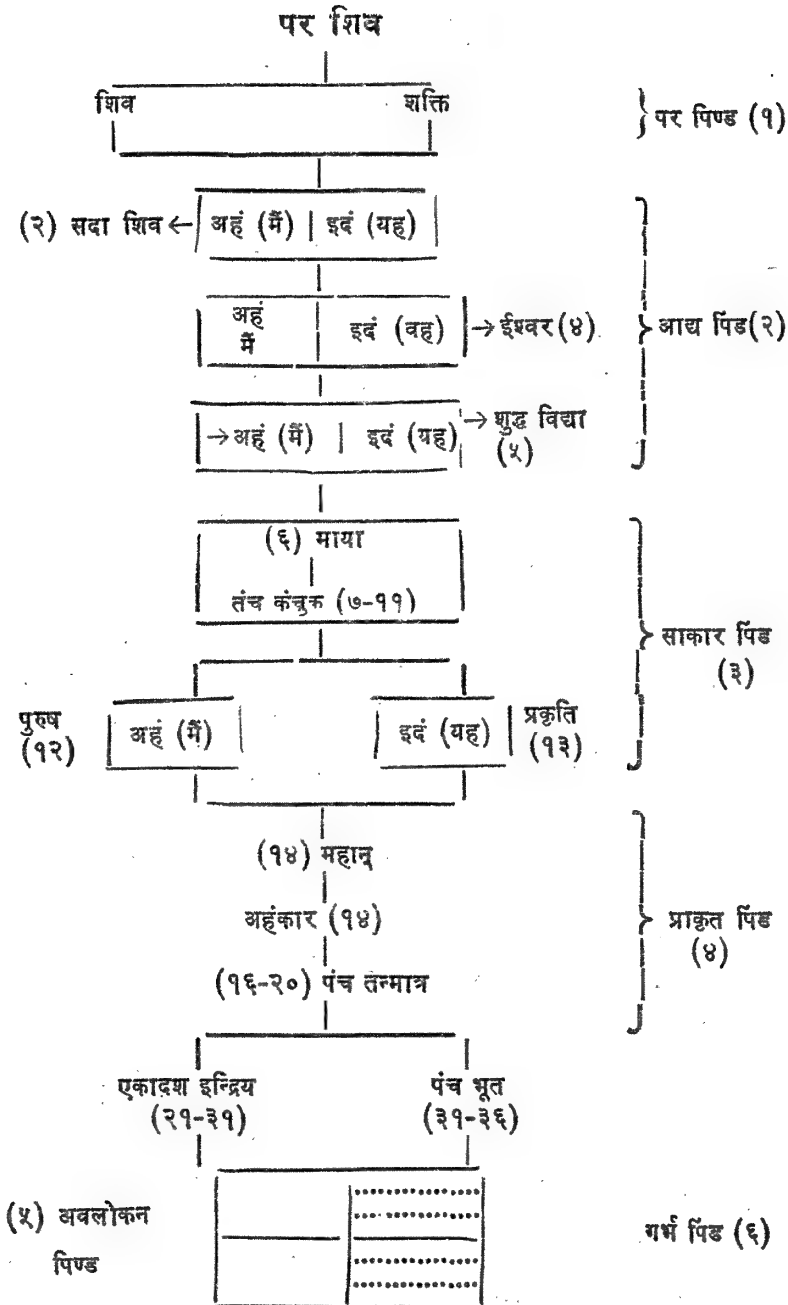 पर शिव
शिव शक्ति
} पर पिण्ड (१)
(२) सदा शिव ← अहं (मैं) | इदं (यह)
अहं
मैं
इदं (वह) → ईश्वर (४)
आद्य पिंड (२)
→ अहं (मैं) | इदं (यह) → शुद्ध विद्या
(५)
(६) माया
तंच कंचुक (७-११)
साकार पिंड
(३)
पुरुष
(१२)
अहं (मैं)
इदं (यह)
प्रकृति
(१३)
(१४) महान्
अहंकार (१४)
प्राकृत पिंड
(४)
(१६-२०) पंच तन्मात्र
एकादश इन्द्रिय
(२१-३१)
पंच भूत
(३१-३६)
(५) अवलोकन
पिण्ड
गर्भ पिंड (६)